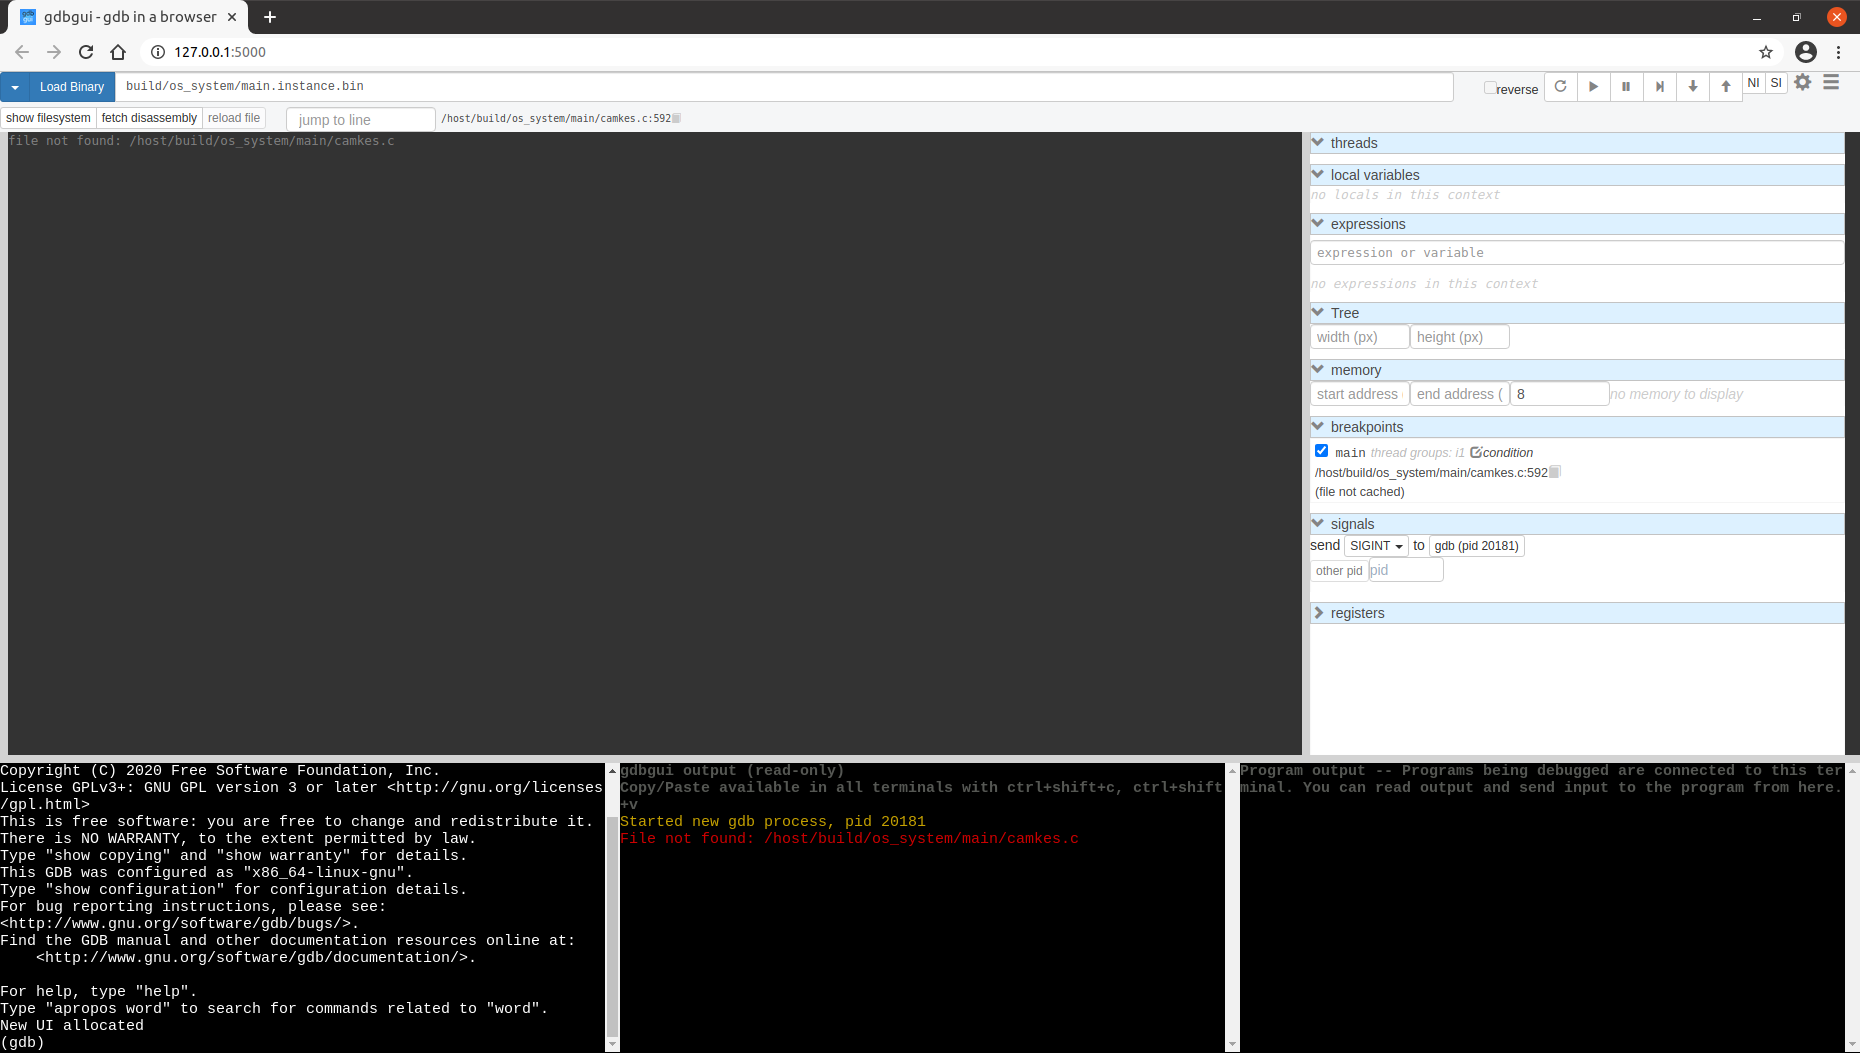 gdbgui - gdb in a browser
127.0.0.1:5000
Load Binary build/os_system/main.instance.bin reverse NI SI
show filesystem fetch disassembly reload file jump to line /host/build/os_system/main/camkes.c:592
file not found: /host/build/os_system/main/camkes.c
threads
local variables
no locals in this context
expressions
expression or variable
no expressions in this context
Tree
width (px) height (px)
memory
start address end address ( 8 no memory to display
breakpoints
main thread groups: i1 condition
/host/build/os_system/main/camkes.c:592
(file not cached)
signals
send SIGINT to gdb (pid 20181)
other pid pid
registers
Copyright (C) 2020 Free Software Foundation, Inc.
License GPLv3+: GNU GPL version 3 or later <http://gnu.org/licenses
/gpl.html>
This is free software: you are free to change and redistribute it.
There is NO WARRANTY, to the extent permitted by law.
Type "show copying" and "show warranty" for details.
This GDB was configured as "x86_64-linux-gnu".
Type "show configuration" for configuration details.
For bug reporting instructions, please see:
<http://www.gnu.org/software/gdb/bugs/>.
Find the GDB manual and other documentation resources online at:
<http://www.gnu.org/software/gdb/documentation/>.
For help, type "help".
Type "apropos word" to search for commands related to "word".
New UI allocated
(gdb)
gdbgui output (read-only)
Copy/Paste available in all terminals with ctrl+shift+c, ctrl+shift
+v
Started new gdb process, pid 20181
File not found: /host/build/os_system/main/camkes.c
Program output -- Programs being debugged are connected to this ter
minal. You can read output and send input to the program from here.